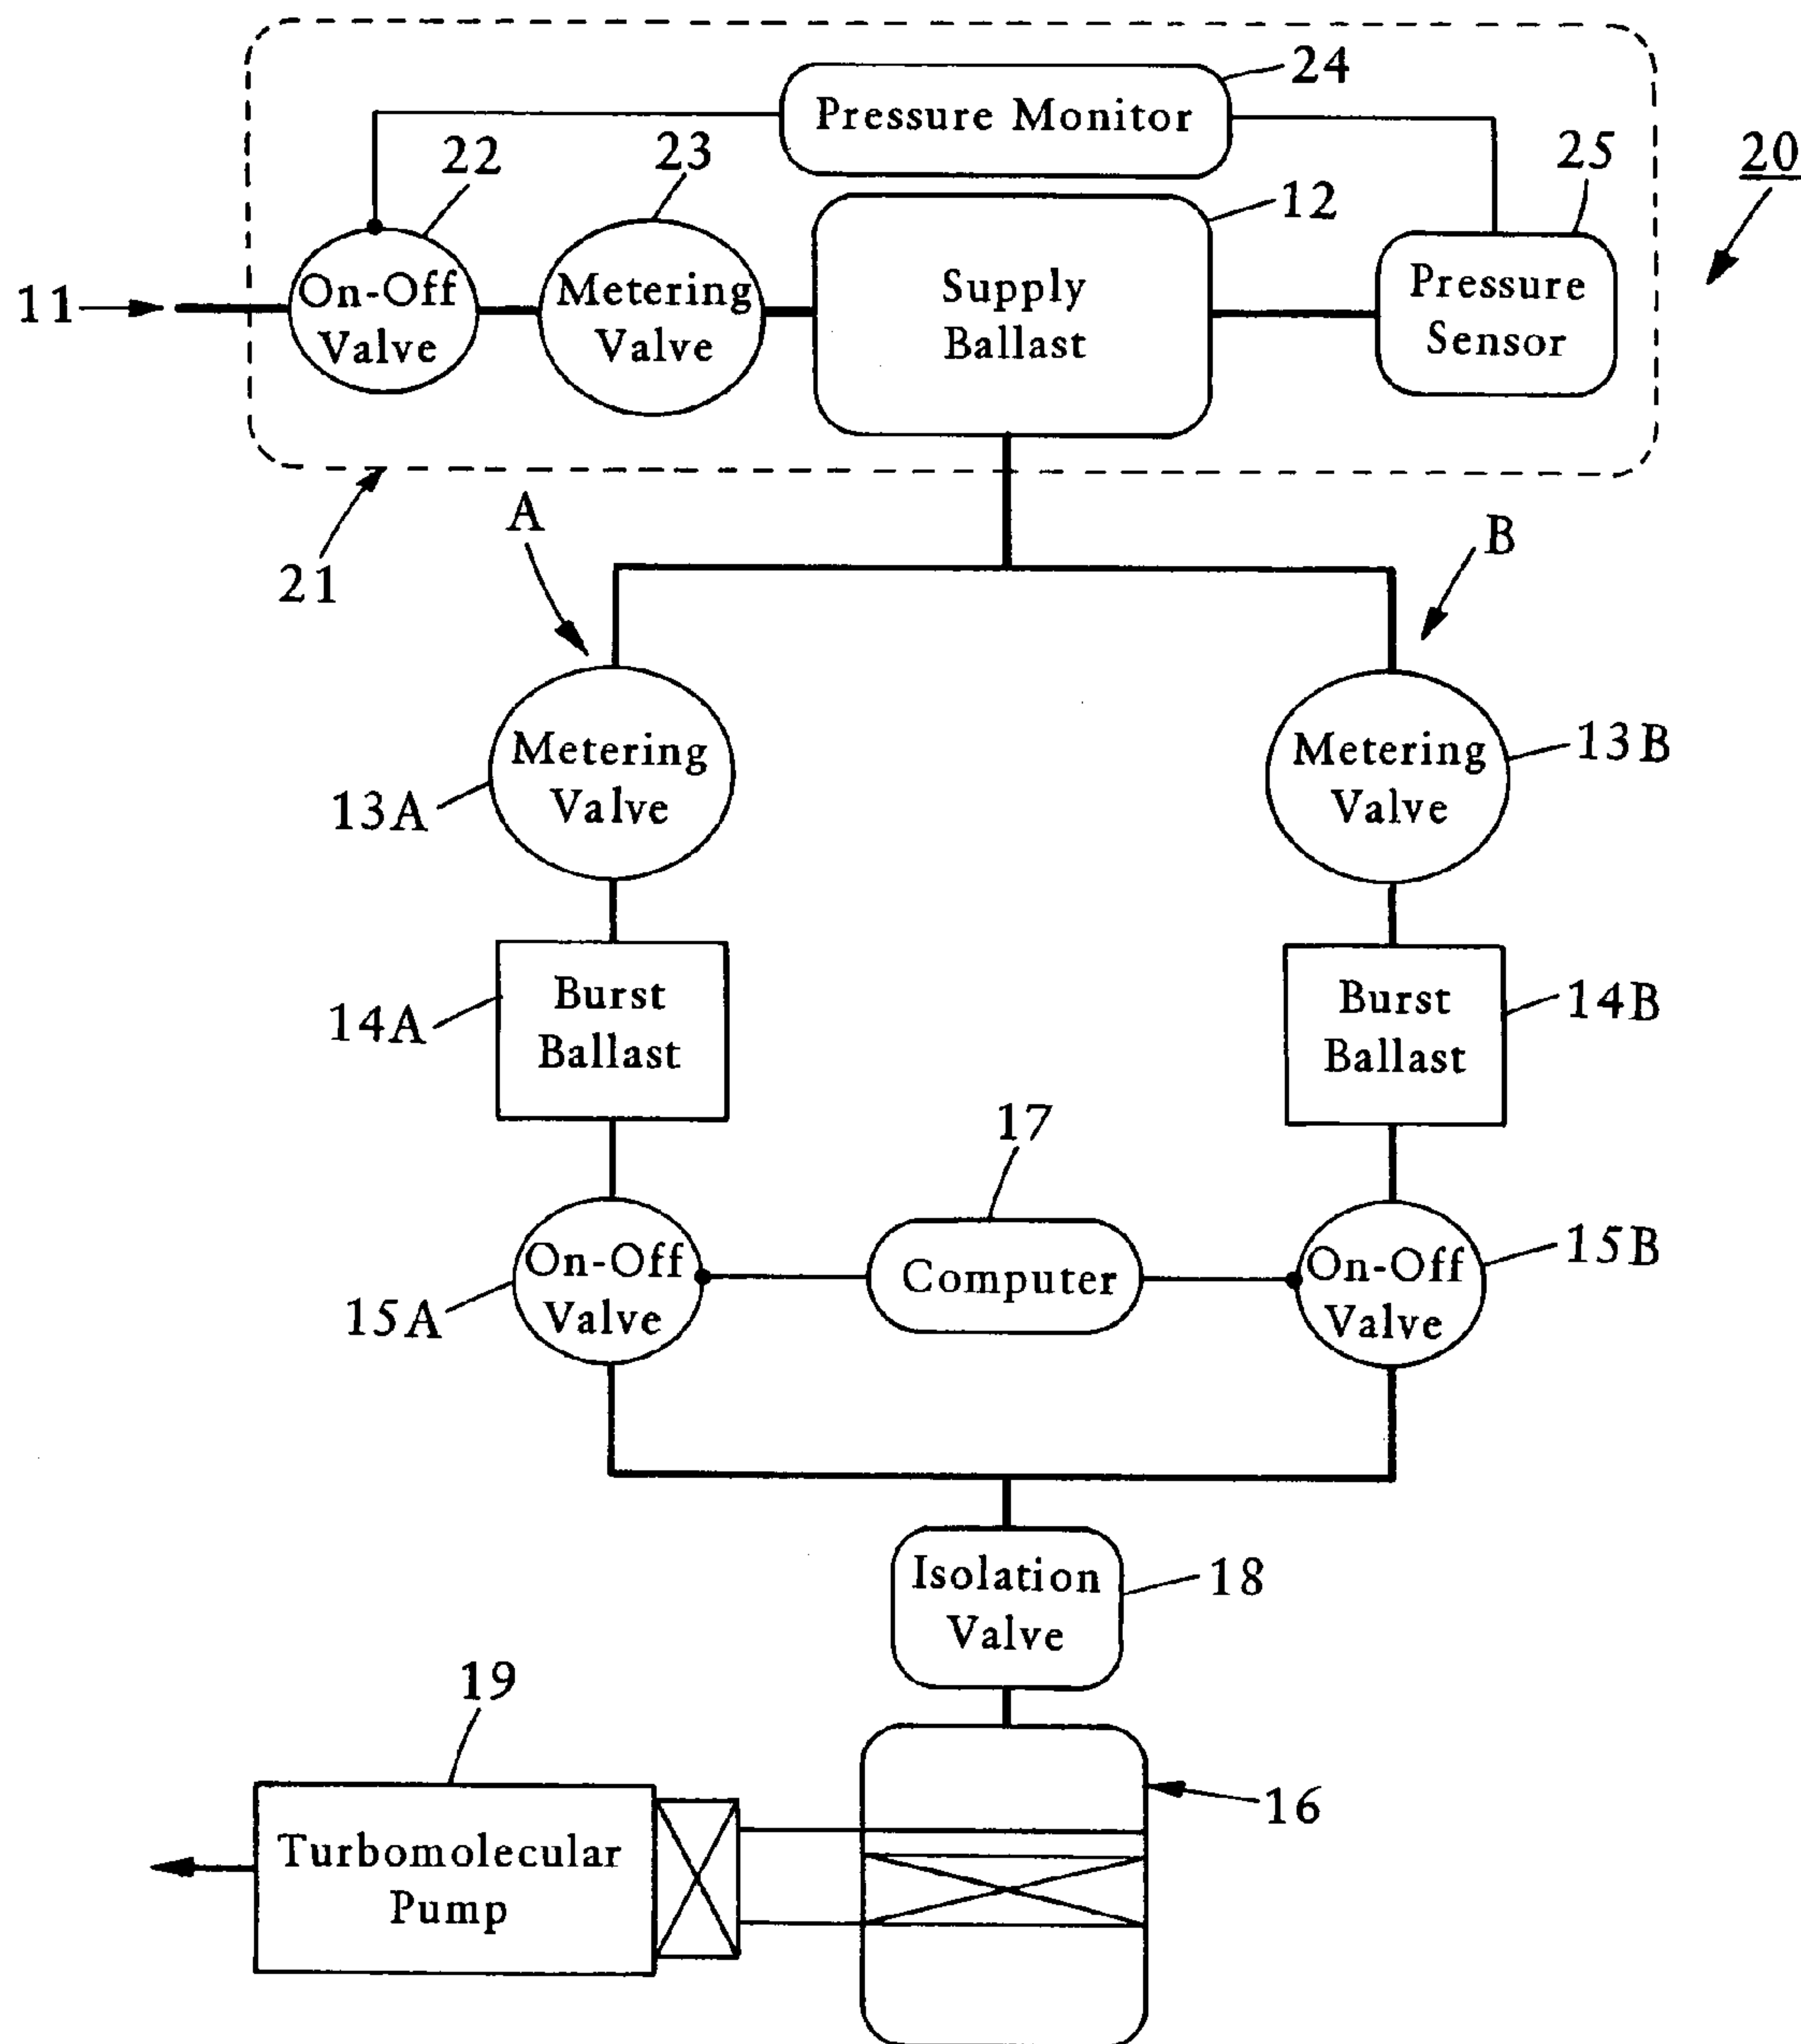 24
Pressure Monitor
22
23
25
20
12
11
On-Off
Valve
Metering
Valve
Supply
Ballast
Pressure
Sensor
21
A
B
Metering
Valve
13A
Metering
Valve
13B
Burst
Ballast
14A
Burst
Ballast
14B
17
On-Off
Valve
15A
Computer
On-Off
Valve
15B
Isolation
Valve
18
19
16
Turbomolecular
Pump